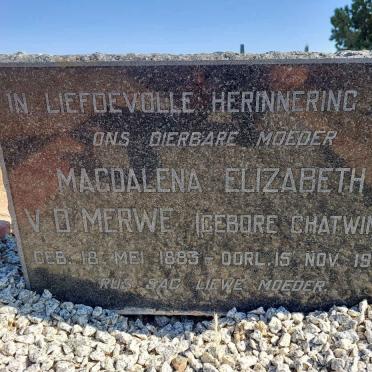 IN LIEFDEVOLLE HERINNERING
ONS DIERBARE MOEDER
MAGDALENA ELIZABETH
V D MERWE (GEBORE CHATWIN
GEB. 18. MEI 1883 - OORL. 15 NOV. 19
RUS SAG LIEWE MOEDER.